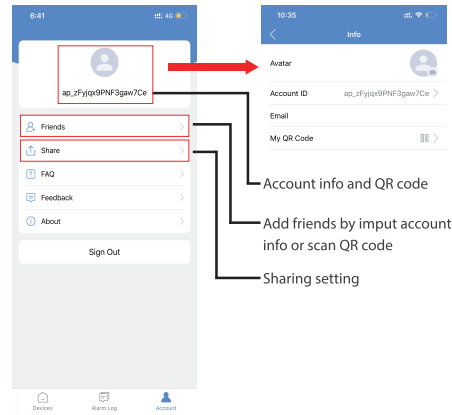 6:41
4G
ap_zFyjqx9PNF3gaw7Ce
Friends
Share
FAQ
Feedback
About
Sign Out
Devices
Alarm Log
Account
10:35
Info
Avatar
Account ID ap_zFyjqx9PNF3gaw7Ce
Email
My QR Code
Account info and QR code
Add friends by imput account
info or scan QR code
Sharing setting